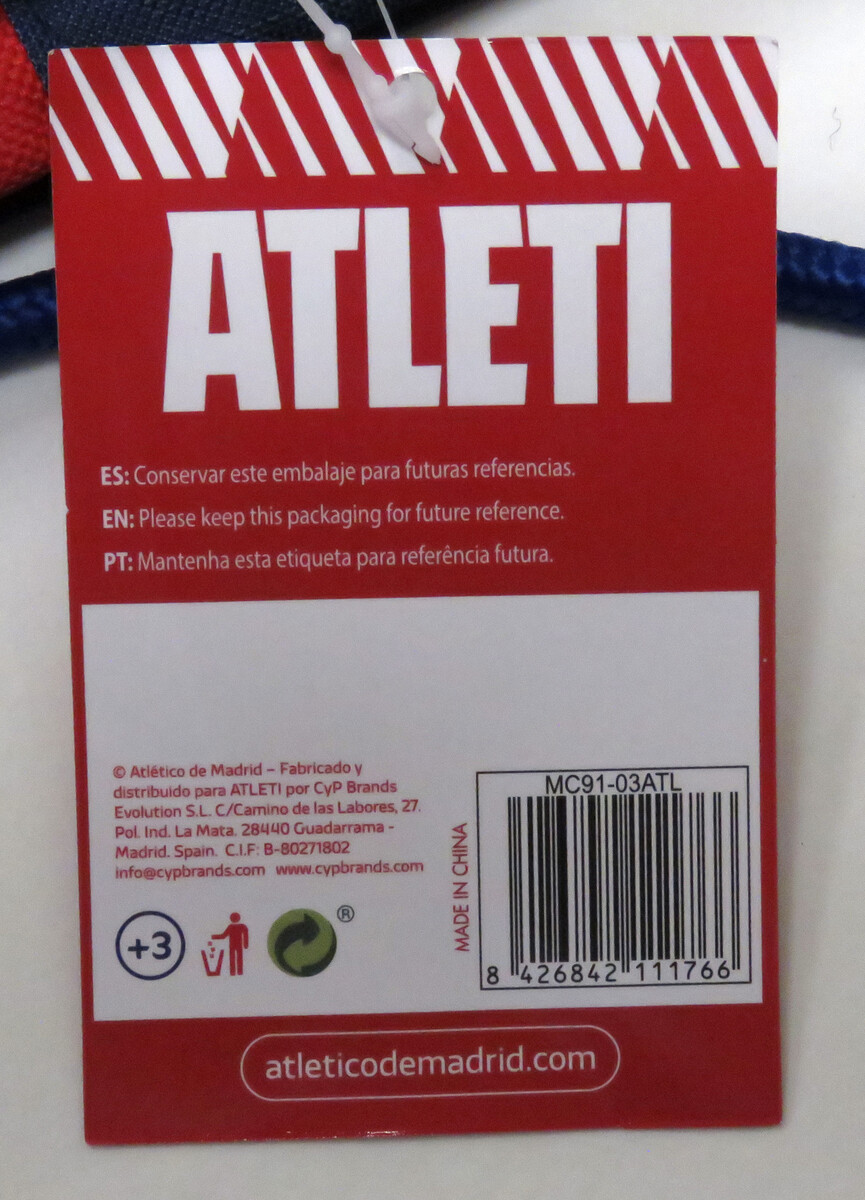 ATLETI
ES: Conservar este embalaje para futuras referencias.
EN: Please keep this packaging for future reference.
PT: Mantenha esta etiqueta para referência futura.
© Atlético de Madrid – Fabricado y
distribuido para ATLETI por CyP Brands
Evolution S.L. C/Camino de las Labores, 27.
Pol. Ind. La Mata. 28440 Guadarrama -
Madrid. Spain. C.I.F: B-80271802
info@cypbrands.com www.cypbrands.com
+3
®
MADE IN CHINA
MC91-03ATL
8 426842 111766
atleticodemadrid.com